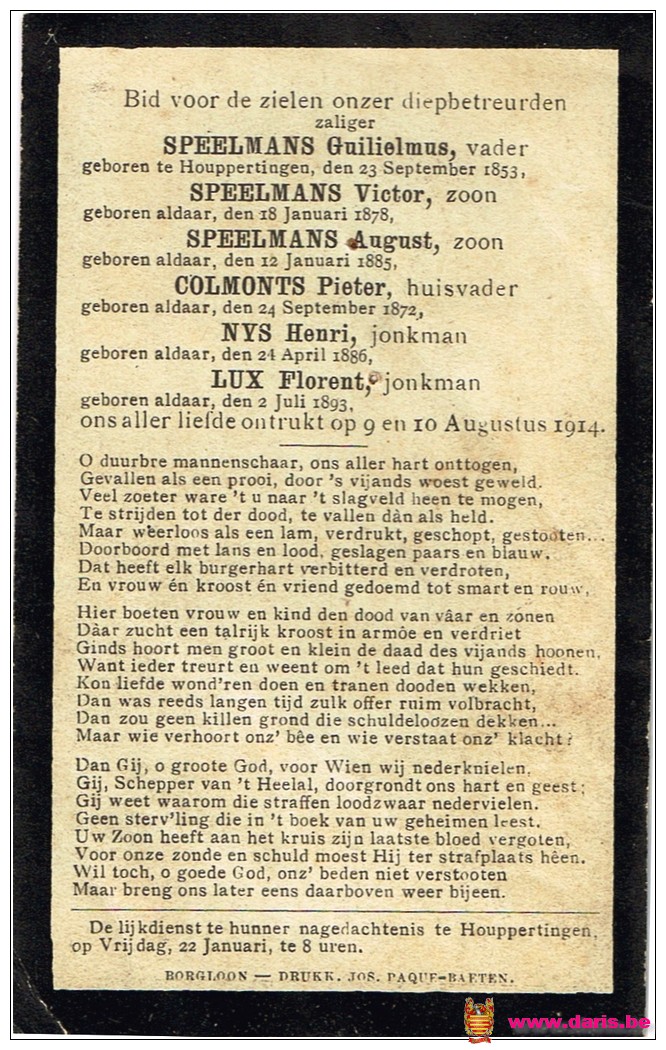 Bid voor de zielen onzer diepbetreurden
zaliger
SPEELMANS Guilielmus, vader
geboren te Houppertingen, den 23 September 1853,
SPEELMANS Victor, zoon
geboren aldaar, den 18 Januari 1878,
SPEELMANS August, zoon
geboren aldaar, den 12 Januari 1885,
COLMONTS Pieter, huisvader
geboren aldaar, den 24 September 1872,
NYS Henri, jonkman
geboren aldaar, den 24 April 1886,
LUX Florent, jonkman
geboren aldaar, den 2 Juli 1893,
ons aller liefde ontrukt op 9 en 10 Augustus 1914.
O duurbre mannenschaar, ons aller hart onttogen,
Gevallen als een prooi, door 's vijands woest geweld.
Veel zoeter ware 't u naar 't slagveld heen te mogen,
Te strijden tot der dood, te vallen dàn als held.
Maar weerloos als een lam, verdrukt, geschopt, gestooten...
Doorboord met lans en lood, geslagen paars en blauw.
Dat heeft elk burgerhart verbitterd en verdroten,
En vrouw én kroost én vriend gedoemd tot smart en rouw.
Hier boeten vrouw en kind den dood van vâar en zonen
Dàar zucht een talrijk kroost in armôe en verdriet
Ginds hoort men groot en klein de daad des vijands hoonen,
Want ieder treurt en weent om 't leed dat hun geschiedt.
Kon liefde wond'ren doen en tranen dooden wekken,
Dan was reeds langen tijd zulk offer ruim volbracht,
Dan zou geen killen grond die schuldeloozen dekken...
Maar wie verhoort onz' bêe en wie verstaat onz' klacht?
Dan Gij, o groote God, voor Wien wij nederknielen,
Gij, Schepper van 't Heelal, doorgrondt ons hart en geest;
Gij weet waarom die straffen loodzwaar nedervielen.
Geen sterv'ling die in 't boek van uw geheimen leest.
Uw Zoon heeft aan het kruis zijn laatste bloed vergoten,
Voor onze zonde en schuld moest Hij ter strafplaats hêen.
Wil toch, o goede God, onz' beden niet verstooten
Maar breng ons later eens daarboven weer bijeen.
De lijkdienst te hunner nagedachtenis te Houppertingen,
op Vrijdag, 22 Januari, te 8 uren.
BORGLOON — DRUKK. JOS. PAQUE-BAETEN.
www.daris.be